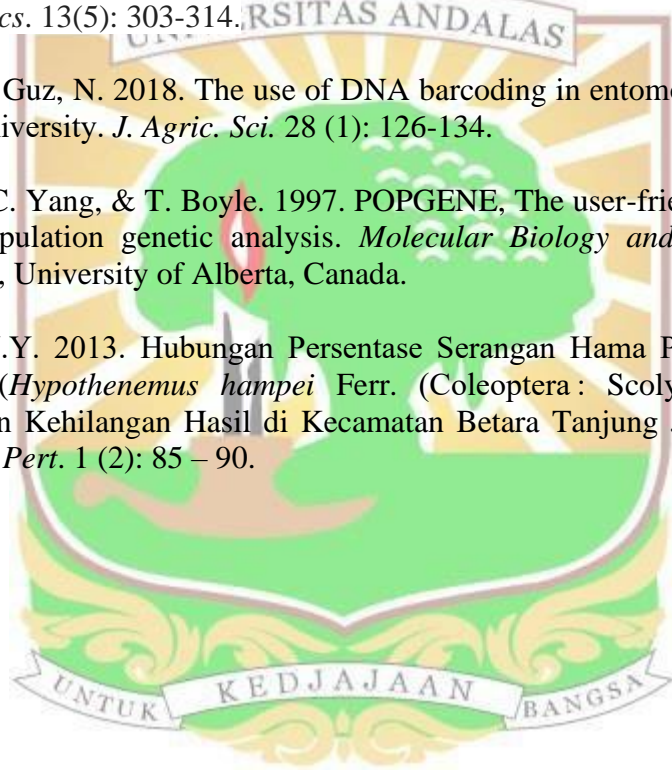 cs. 13(5): 303-314.
UNIVERSITAS ANDALAS
Guz, N. 2018. The use of DNA barcoding in entomo
iversity. J. Agric. Sci. 28 (1): 126-134.
C. Yang, & T. Boyle. 1997. POPGENE, The user-frie
pulation genetic analysis. Molecular Biology and
, University of Alberta, Canada.
.Y. 2013. Hubungan Persentase Serangan Hama P
(Hypothenemus hampei Ferr. (Coleoptera : Scoly
n Kehilangan Hasil di Kecamatan Betara Tanjung
Pert. 1 (2): 85 – 90.
UNTUK KEDJAJAAN BANGSA